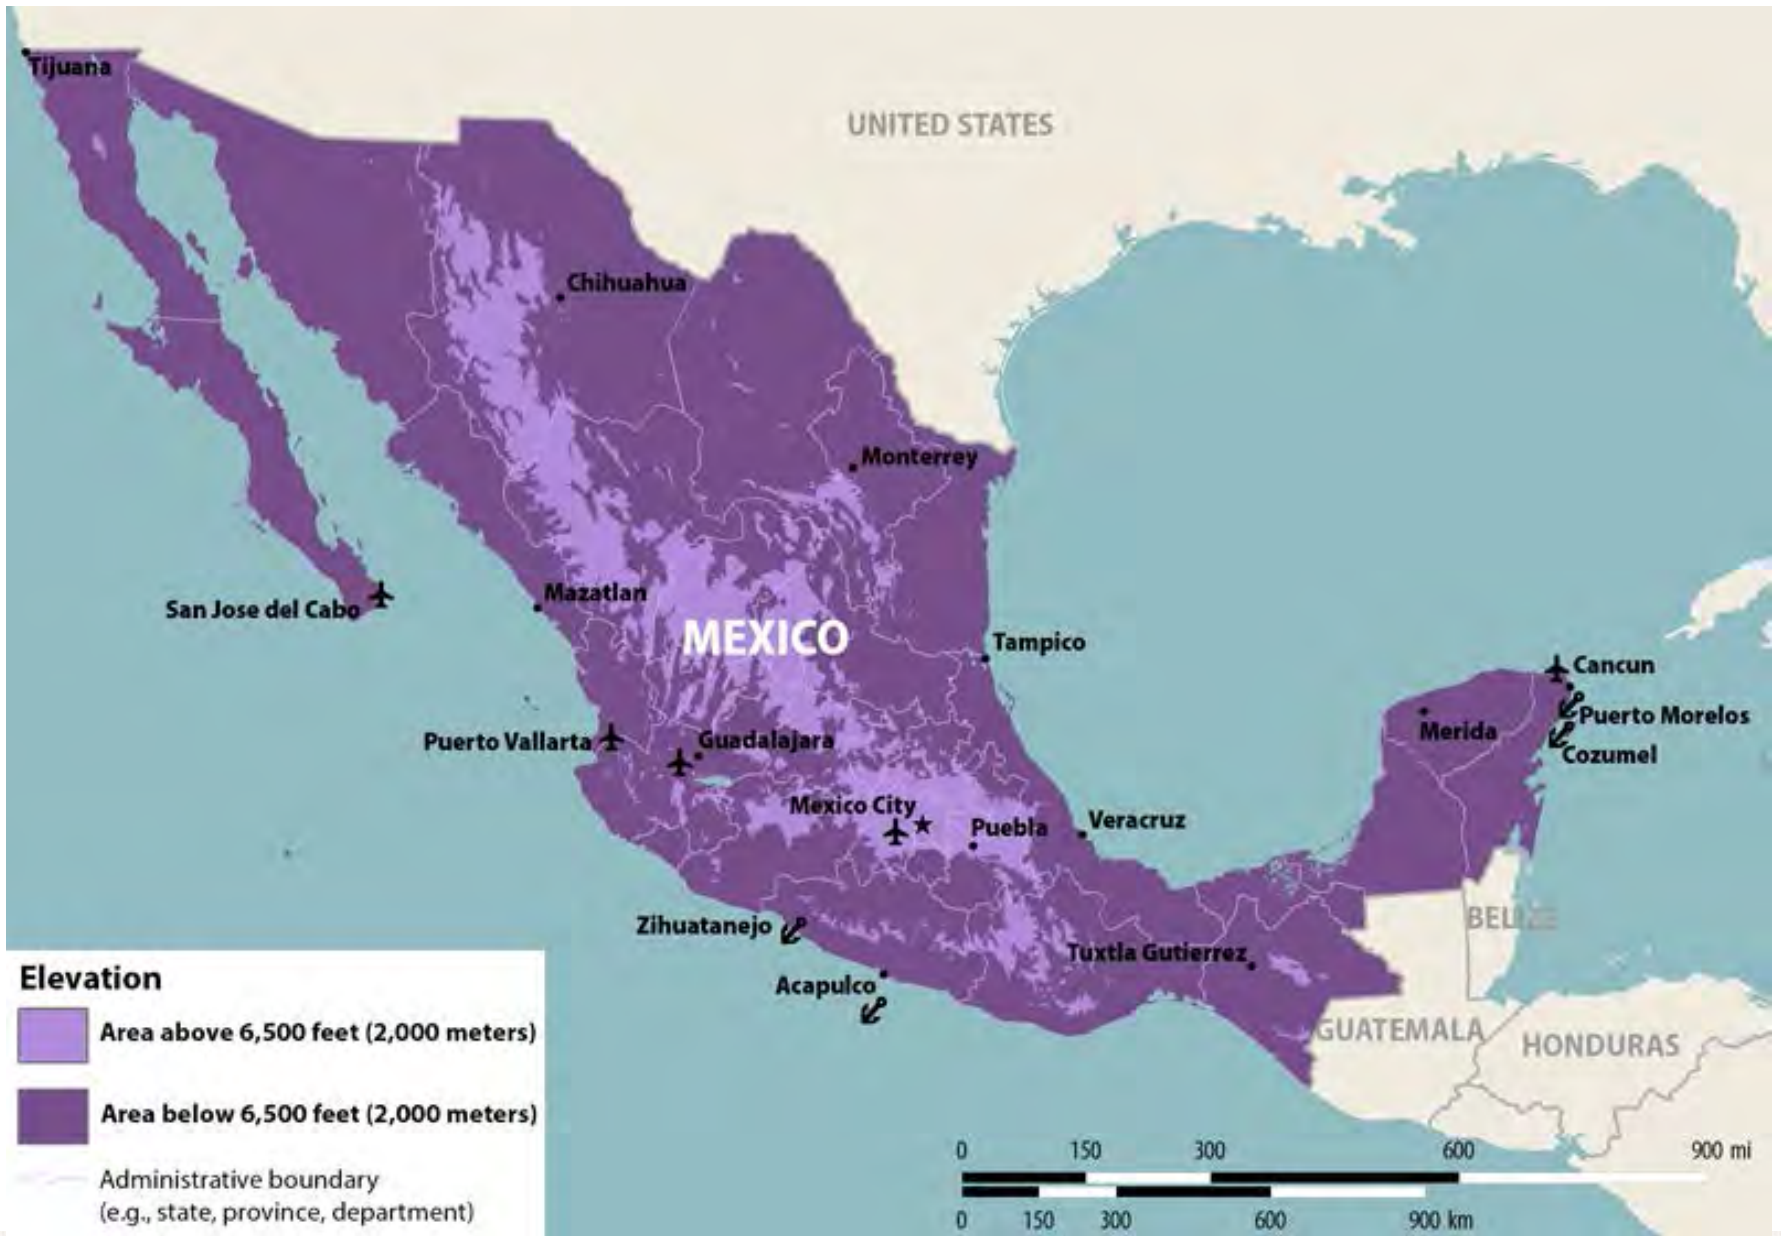 Tijuana
UNITED STATES
Chihuahua
Monterrey
San Jose del Cabo
Mazatlan
MEXICO
Tampico
Cancun
Puerto Morelos
Merida
Cozumel
Puerto Vallarta
Guadalajara
Mexico City
Puebla
Veracruz
Zihuatanejo
Acapulco
Tuxtla Gutierrez
BELIZE
GUATEMALA
HONDURAS
Elevation
Area above 6,500 feet (2,000 meters)
Area below 6,500 feet (2,000 meters)
Administrative boundary
(e.g., state, province, department)
0 150 300 600 900 mi
0 150 300 600 900 km